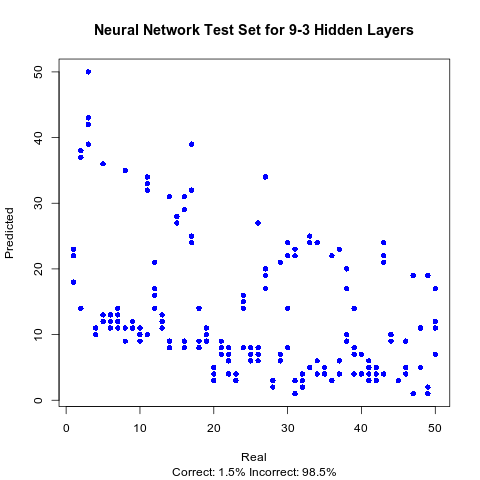 Neural Network Test Set for 9-3 Hidden Layers
50
40
30
20
10
0
Predicted
0 10 20 30 40 50
Real
Correct: 1.5% Incorrect: 98.5%